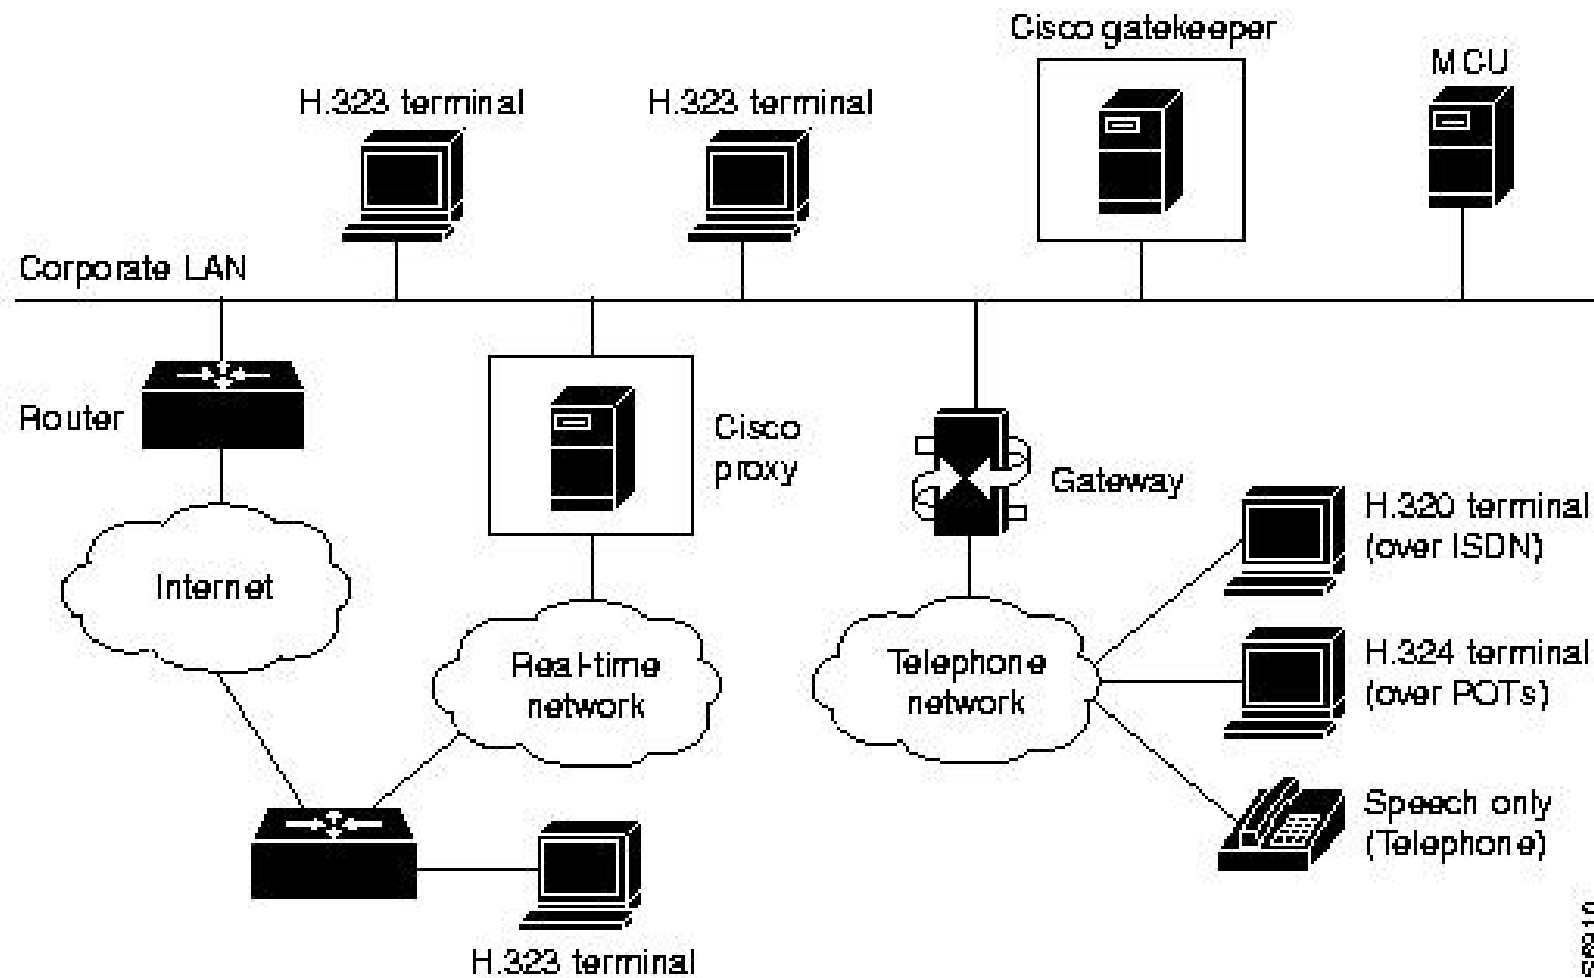 Cisco gatekeeper
MCU
H.323 terminal
H.323 terminal
Corporate LAN
Router
Cisco
proxy
Gateway
H.320 terminal
(over ISDN)
Internet
Real-time
network
Telephone
network
H.324 terminal
(over POTs)
Speech only
(Telephone)
H.323 terminal